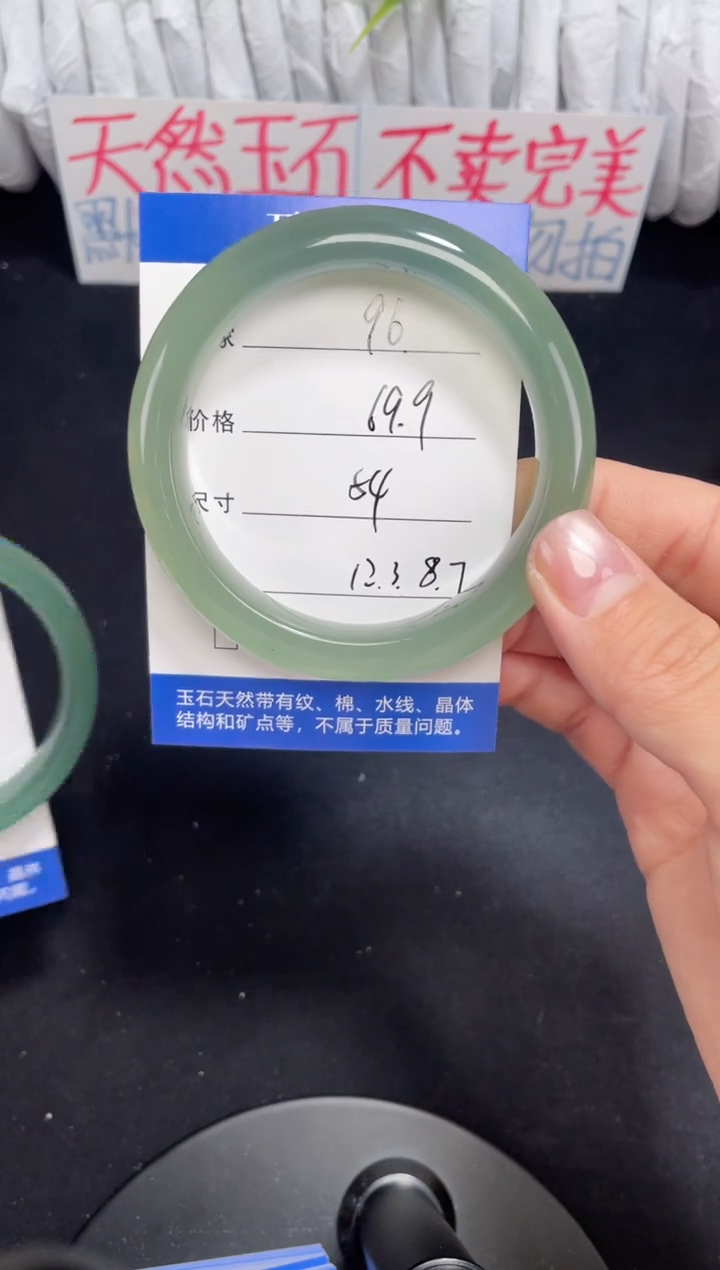 天然玉石 不卖完美
勿拍
96
价格 69.9
尺寸 54
12.3 8.7
玉石天然带有纹、棉、水线、晶体
结构和矿点等，不属于质量问题。